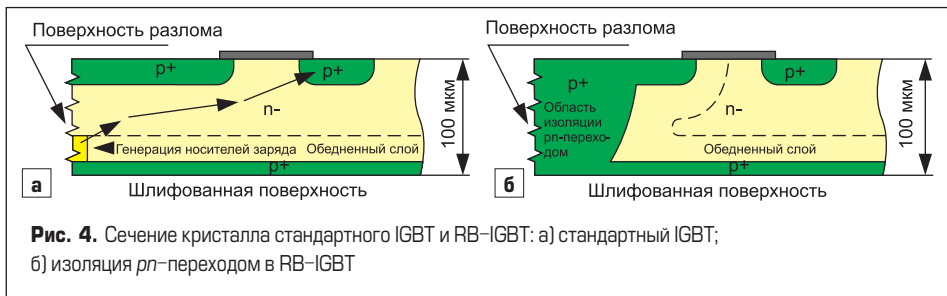 Поверхность разлома
p+
p+
n-
Генерация носителей заряда
Обедненный слой
p+
100 мкм
а
Шлифованная поверхность
Поверхность разлома
p+
Область
изоляции
pn-перехо-
дом
p+
n-
Обедненный слой
p+
100 мкм
б
Шлифованная поверхность
Рис. 4. Сечение кристалла стандартного IGBT и RB–IGBT: а) стандартный IGBT;
б) изоляция pn–переходом в RB–IGBT